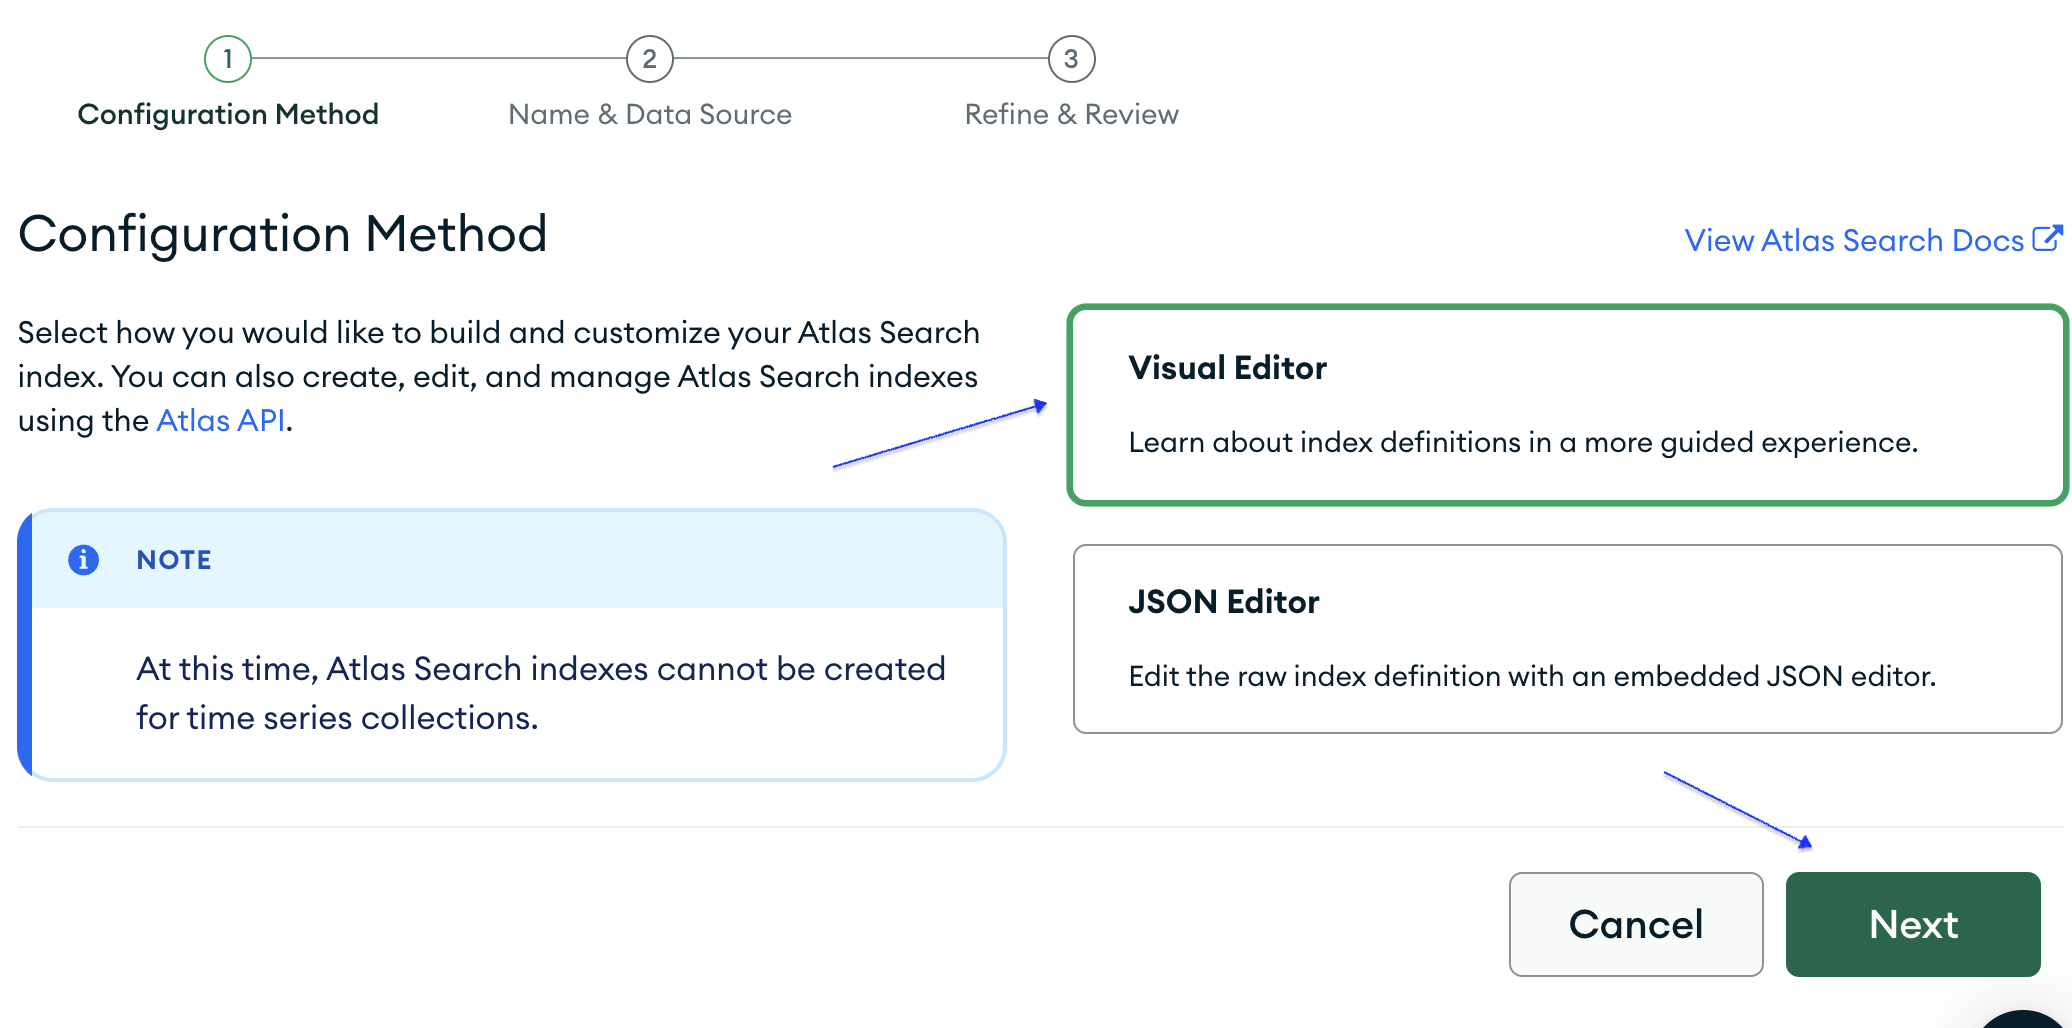 1
2
3
Configuration Method
Name & Data Source
Refine & Review
Configuration Method
View Atlas Search Docs
Select how you would like to build and customize your Atlas Search
index. You can also create, edit, and manage Atlas Search indexes
using the Atlas API.
NOTE
At this time, Atlas Search indexes cannot be created
for time series collections.
Visual Editor
Learn about index definitions in a more guided experience.
JSON Editor
Edit the raw index definition with an embedded JSON editor.
Cancel
Next